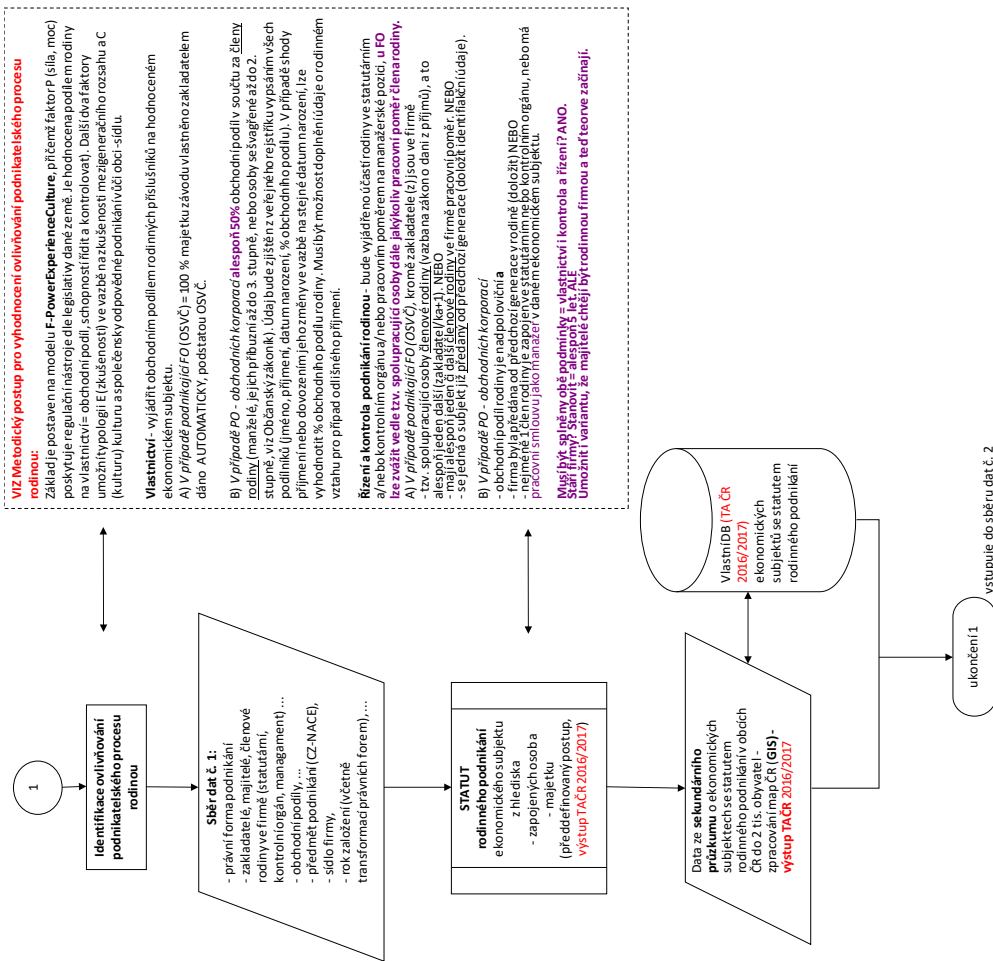 1
Identifikace ovlivňování
podnikatelského procesu
rodinou
Sběr dat č. 1:
- právní forma podnikání
- zakladatelé, majitelé, členové
rodiny ve firmě (statutární,
kontrolní orgán, managament) ...
- obchodní podíly, ...
- předmět podnikání (CZ-NACE),
- sídlo firmy,
- rok založení (včetně
transformací právních forem), ...
STATUT
rodinného podnikání
ekonomického subjektu
z hlediska
- zapojených osoba
- majetku
(předdefinovaný postup,
výstup TAČR 2016/2017)
Data ze sekundárního
průzkumu o ekonomických
subjektech se statutem
rodinného podnikání v obcích
ČR do 2 tis. obyvatel -
zpracování map ČR (GIS) -
výstup TAČR 2016/2017
Vlastní DB (TA ČR
2016/2017)
ekonomických
subjektů se statutem
rodinného podnikání
ukončení 1
vstupuje do sběru dat č. 2
VIZ Metodický postup pro vyhodnocení ovlivňování podnikatelského procesu
rodinou:
Základ je postaven na modelu F-PowerExperienceCulture, přičemž faktor P (síla, moc)
poskytuje regulační nástroje dle legislativy dané země. Je hodnocena podílem rodiny
na vlastnictví = obchodní podíl, schopností řídit a kontrolovat). Další dva faktory
umožní typologii E (zkušenosti) ve vazbě na zkušenosti mezigeneračního rozsahu a C
(kulturu) kulturu a společensky odpovědné podnikání vůči obci -sídlu.
Vlastnictví - vyjádřit obchodním podílem rodinných příslušníků na hodnoceném
ekonomickém subjektu.
A) V případě podnikající FO (OSVČ) = 100 % majetku závodu vlastněno zakladatelem
dáno AUTOMATICKY, podstatou OSVČ.
B) V případě PO - obchodních korporací alespoň 50% obchodní podíl v součtu za členy
rodiny (manželé, jejich příbuzní až do 3. stupně, nebo osoby sešvagřené až do 2.
stupně, viz Občanský zákoník). Údaj bude zjištěn z veřejného rejstříku vypsáním všech
podílníků (jméno, příjmení, datum narození, % obchodního podílu). V případě shody
příjmení nebo dovozením jeho změny ve vazbě na stejné datum narození, lze
vyhodnotit % obchodního podílu rodiny. Musí být možnost doplnění údaje o rodinném
vztahu pro případ odlišného příjmení.
Řízení a kontrola podnikání rodinou - bude vyjádřeno účastí rodiny ve statutárním
a/nebo kontrolním orgánu a/nebo pracovním poměrem na manažerské pozici, u FO
lze zvážit vedle tzv. spolupracující osoby dále jakýkoliv pracovní poměr člena rodiny.
A) V případě podnikající FO (OSVČ), kromě zakladatele (z) jsou ve firmě
- tzv. spolupracující osoby členové rodiny (vazba na zákon o dani z příjmů), a to
alespoň jeden další (zakladatel/ka+1). NEBO
- mají alespoň jeden či další členové rodiny ve firmě pracovní poměr, NEBO
- se jedná o subjekt již předaný od předchozí generace (doložit identifiakční údaje).
B) V případě PO - obchodních korporací
- obchodní podíl rodiny je nadpoloviční a
- firma byla předána od předchozí generace v rodině (doložit) NEBO
- nejméně 1 člen rodiny je zapojen ve statutárním nebo kontrolním orgánu, nebo má
pracovní smlouvu jako manažer v daném ekonomickém subjektu.
Musí být splněny obě podmínky = vlastnictví i kontrola a řízení? ANO.
Stáří firmy? Stanovit = alespoň 5 let. ALE
Umožnit i variantu, že majitelé chtějí být rodinnou firmou a teď teprve začínají.